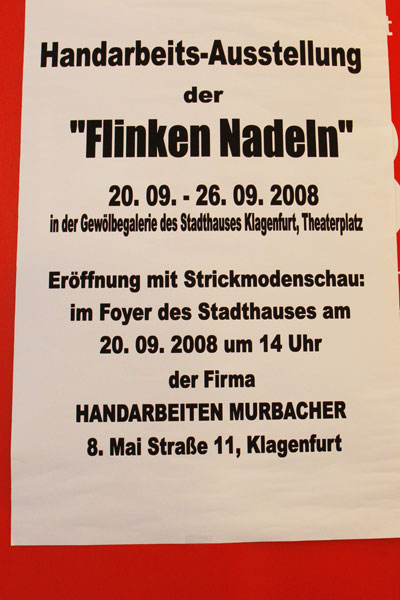 Handarbeits-Ausstellung
der
"Flinken Nadeln"
20. 09. - 26. 09. 2008
in der Gewölbegalerie des Stadthauses Klagenfurt, Theaterplatz
Eröffnung mit Strickmodenschau:
im Foyer des Stadthauses am
20. 09. 2008 um 14 Uhr
der Firma
HANDARBEITEN MURBACHER
8. Mai Straße 11, Klagenfurt